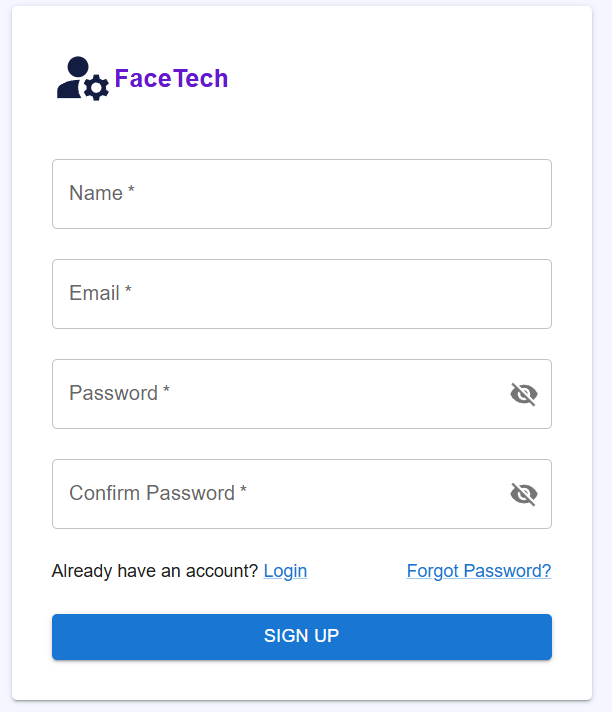 FaceTech
Name *
Email *
Password *
Confirm Password *
Already have an account? Login Forgot Password?
SIGN UP